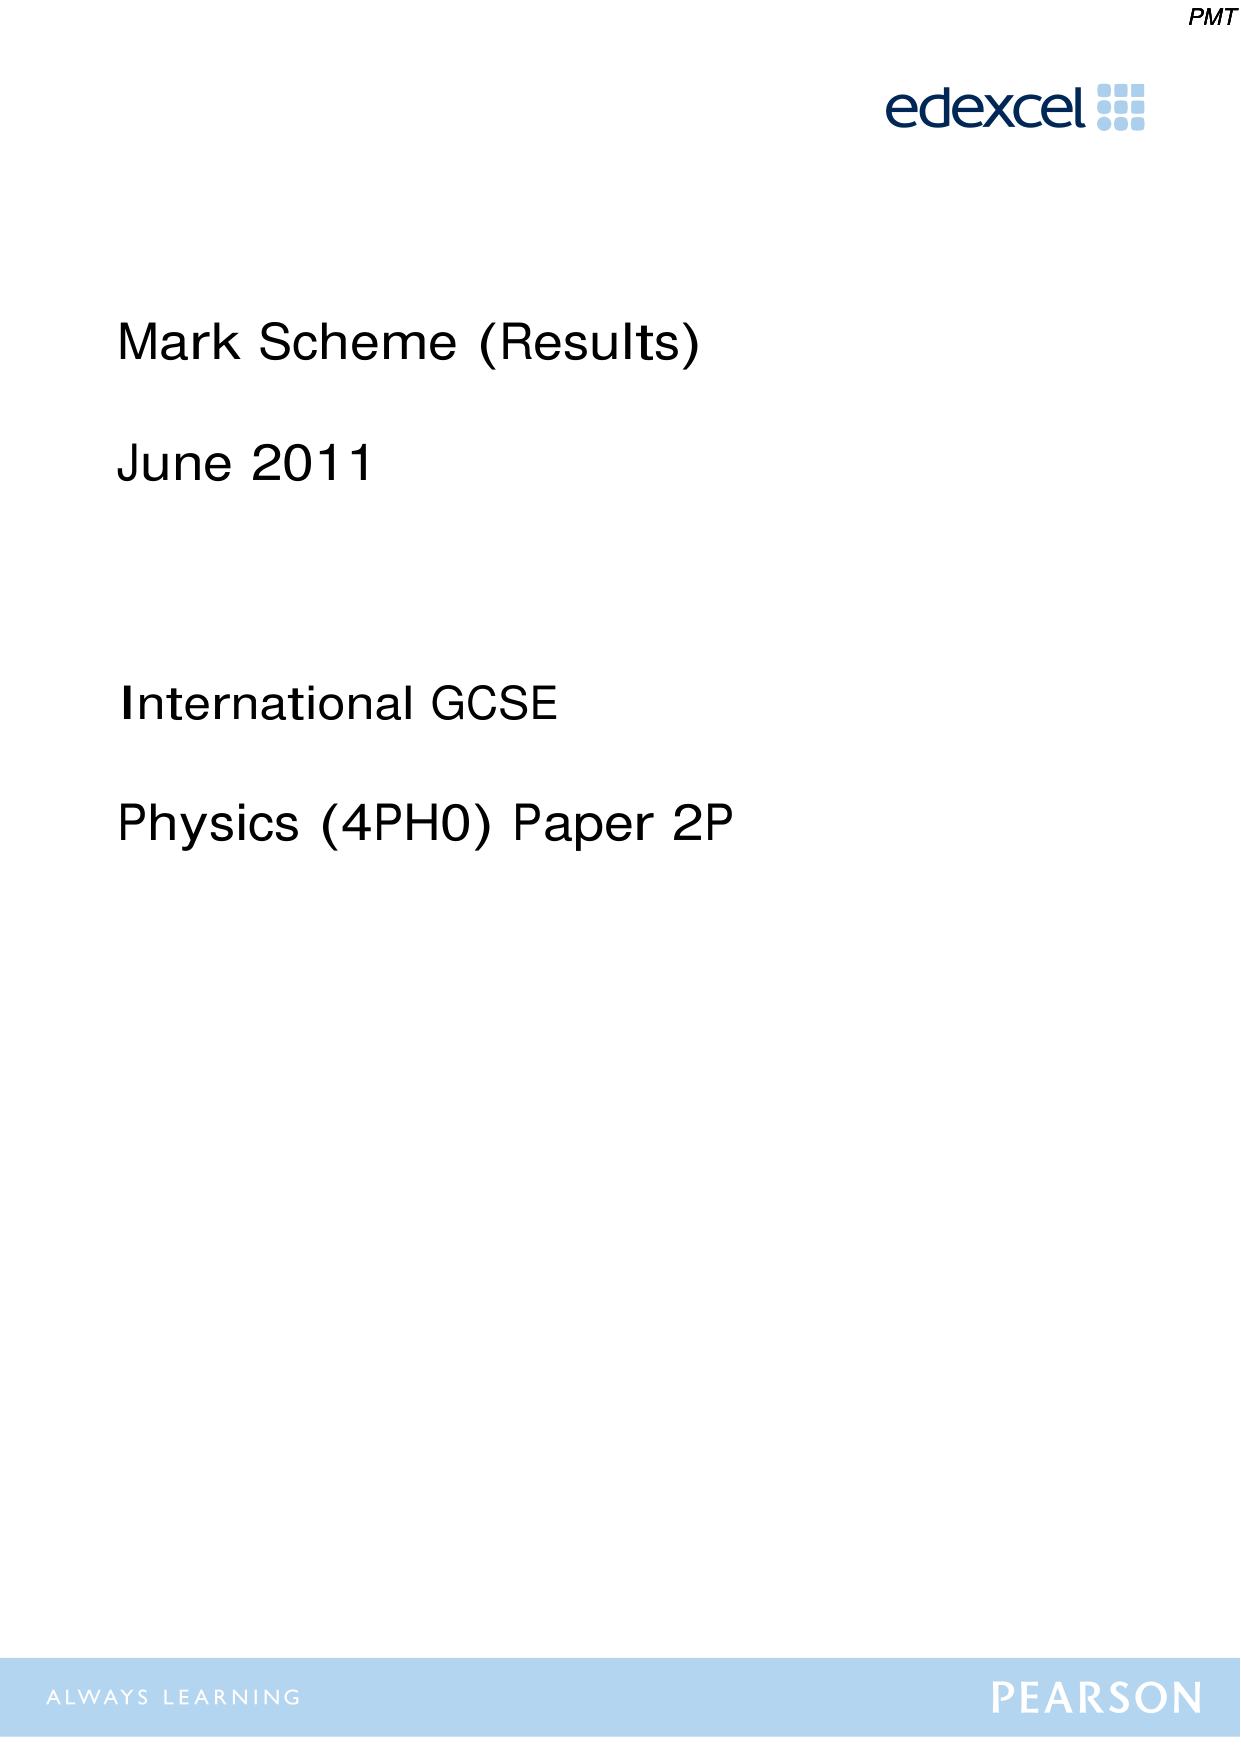 PMT
edexcel
Mark Scheme (Results)
June 2011
International GCSE
Physics (4PH0) Paper 2P
ALWAYS LEARNING
PEARSON